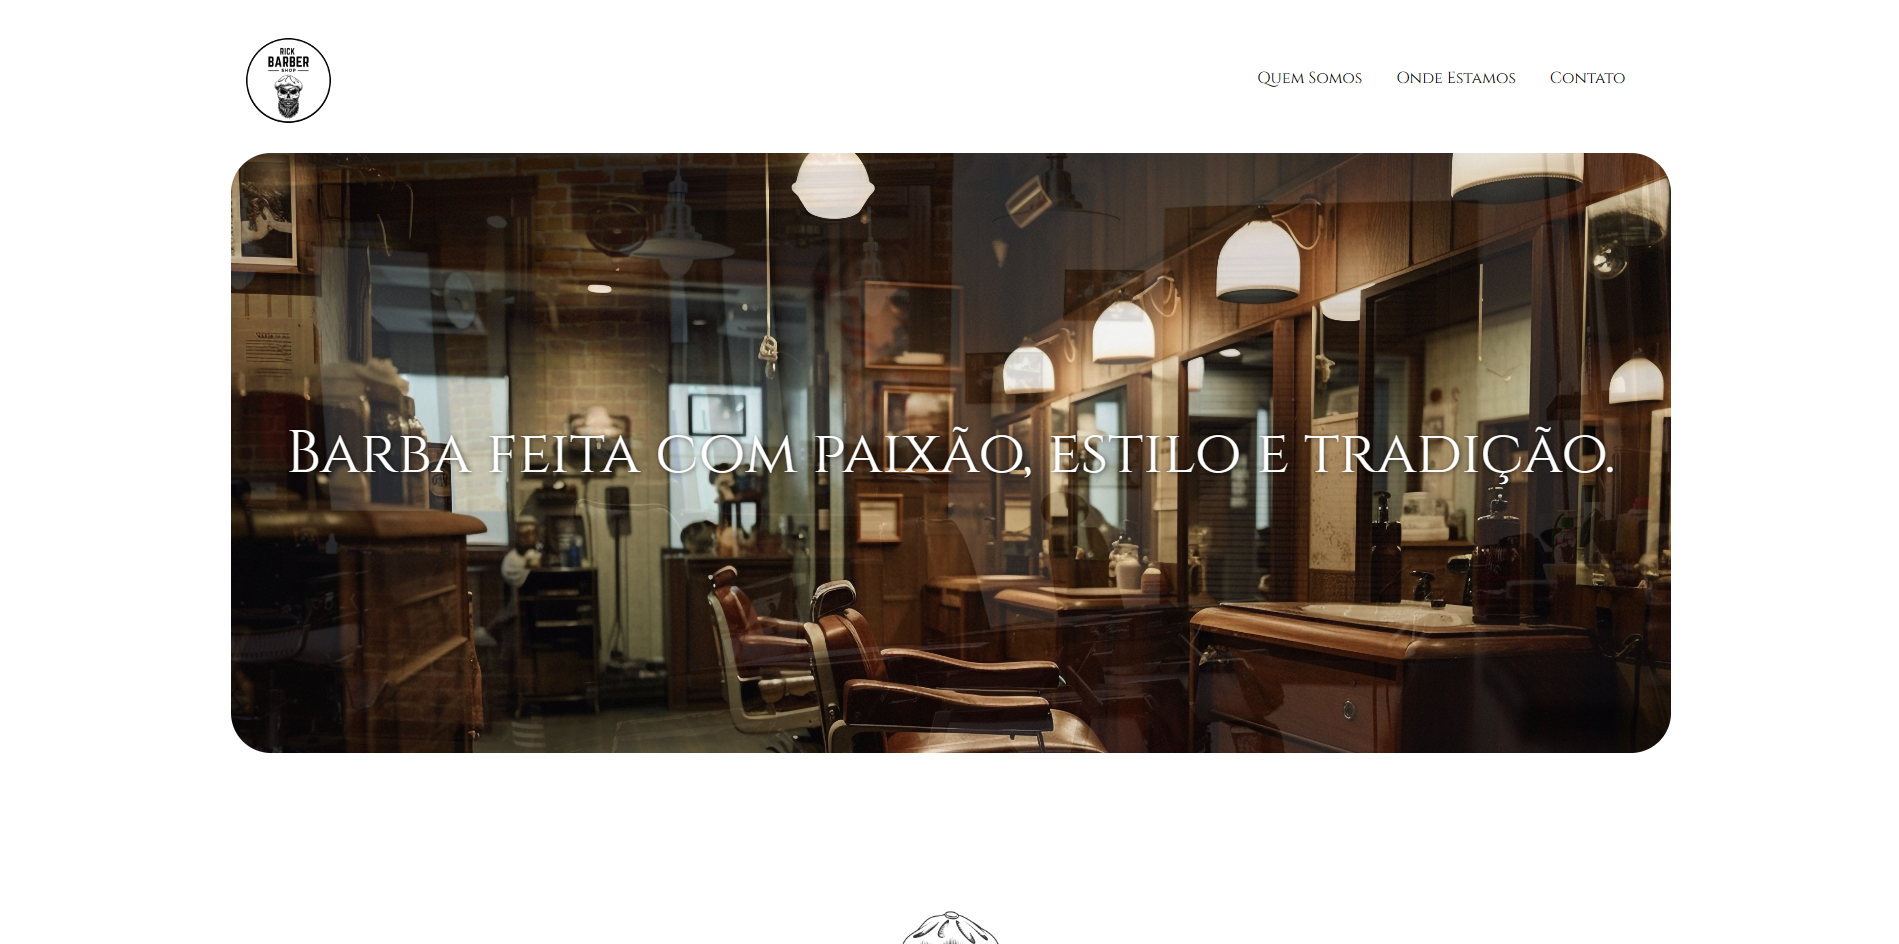 RICK
BARBER
SHOP
Quem Somos
Onde Estamos
Contato
Barba feita com paixão, estilo e tradição.